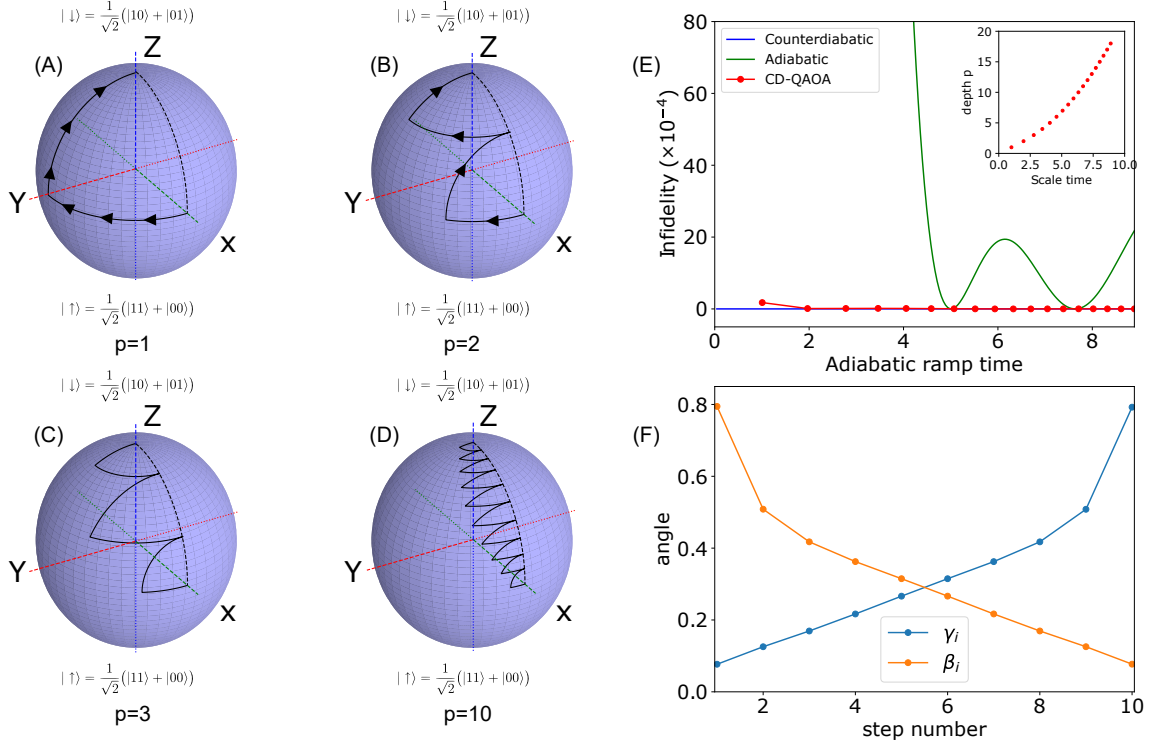 | ↓⟩ = 1/√2 (|10⟩ + |01⟩)
(A)
Z
Y
x
| ↑⟩ = 1/√2 (|11⟩ + |00⟩)
p=1
| ↓⟩ = 1/√2 (|10⟩ + |01⟩)
(B)
Z
Y
x
| ↑⟩ = 1/√2 (|11⟩ + |00⟩)
p=2
| ↓⟩ = 1/√2 (|10⟩ + |01⟩)
(C)
Z
Y
x
| ↑⟩ = 1/√2 (|11⟩ + |00⟩)
p=3
| ↓⟩ = 1/√2 (|10⟩ + |01⟩)
(D)
Z
Y
x
| ↑⟩ = 1/√2 (|11⟩ + |00⟩)
p=10
(E)
Infidelity (×10⁻⁴)
80
60
40
20
0
Counterdiabatic
Adiabatic
CD-QAOA
depth p
20
15
10
5
0
0.0 2.5 5.0 7.5 10.0
Scale time
0 2 4 6 8
Adiabatic ramp time
(F)
angle
0.8
0.6
0.4
0.2
0.0
γᵢ
βᵢ
2 4 6 8 10
step number